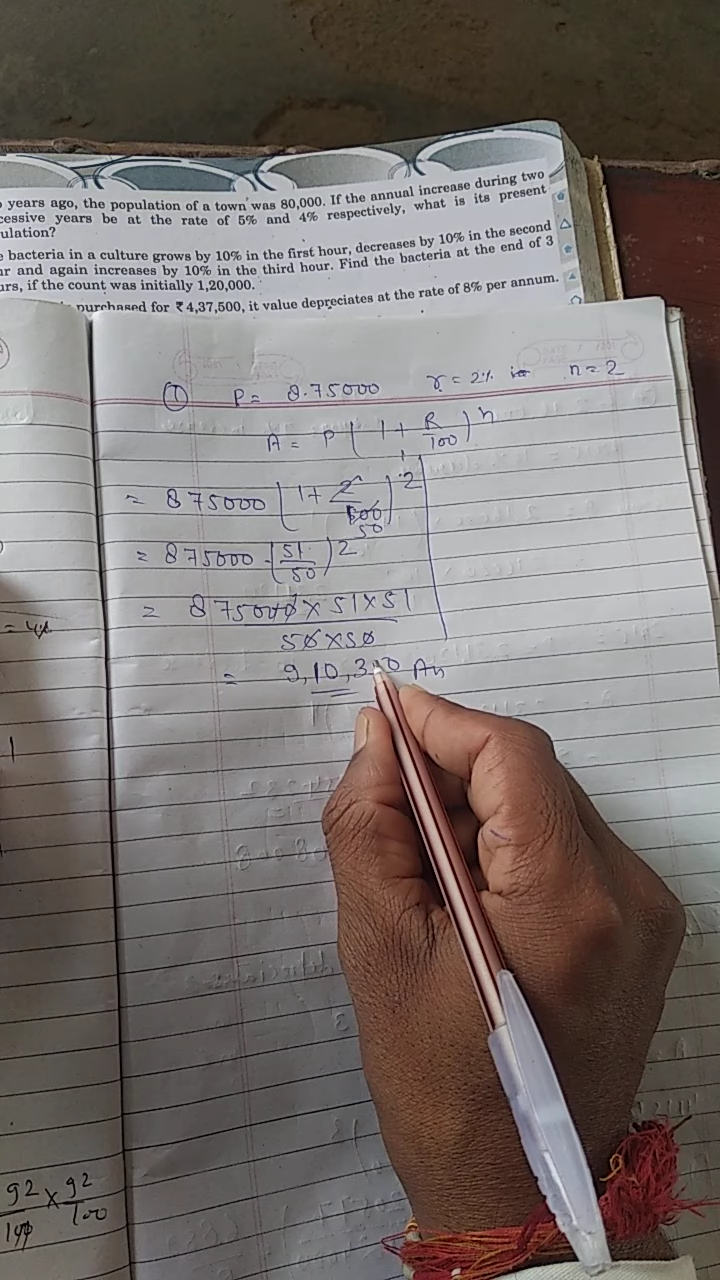 years ago, the population of a town was 80,000. If the annual increase during two
cessive years be at the rate of 5% and 4% respectively, what is its present
ulation?
bacteria in a culture grows by 10% in the first hour, decreases by 10% in the second
ur and again increases by 10% in the third hour. Find the bacteria at the end of 3
urs, if the count was initially 1,20,000.
purchased for ₹ 4,37,500, it value depreciates at the rate of 8% per annum.
① P = 8.75000 r = 2% n = 2
A = P ( 1 + R/100 )^n
= 875000 ( 1 + 2/100 )^2
1
50
= 875000 ( 51/50 )^2
= 875000 × 51 × 51
50 × 50
= 9,10,3
92/100 × 92/100